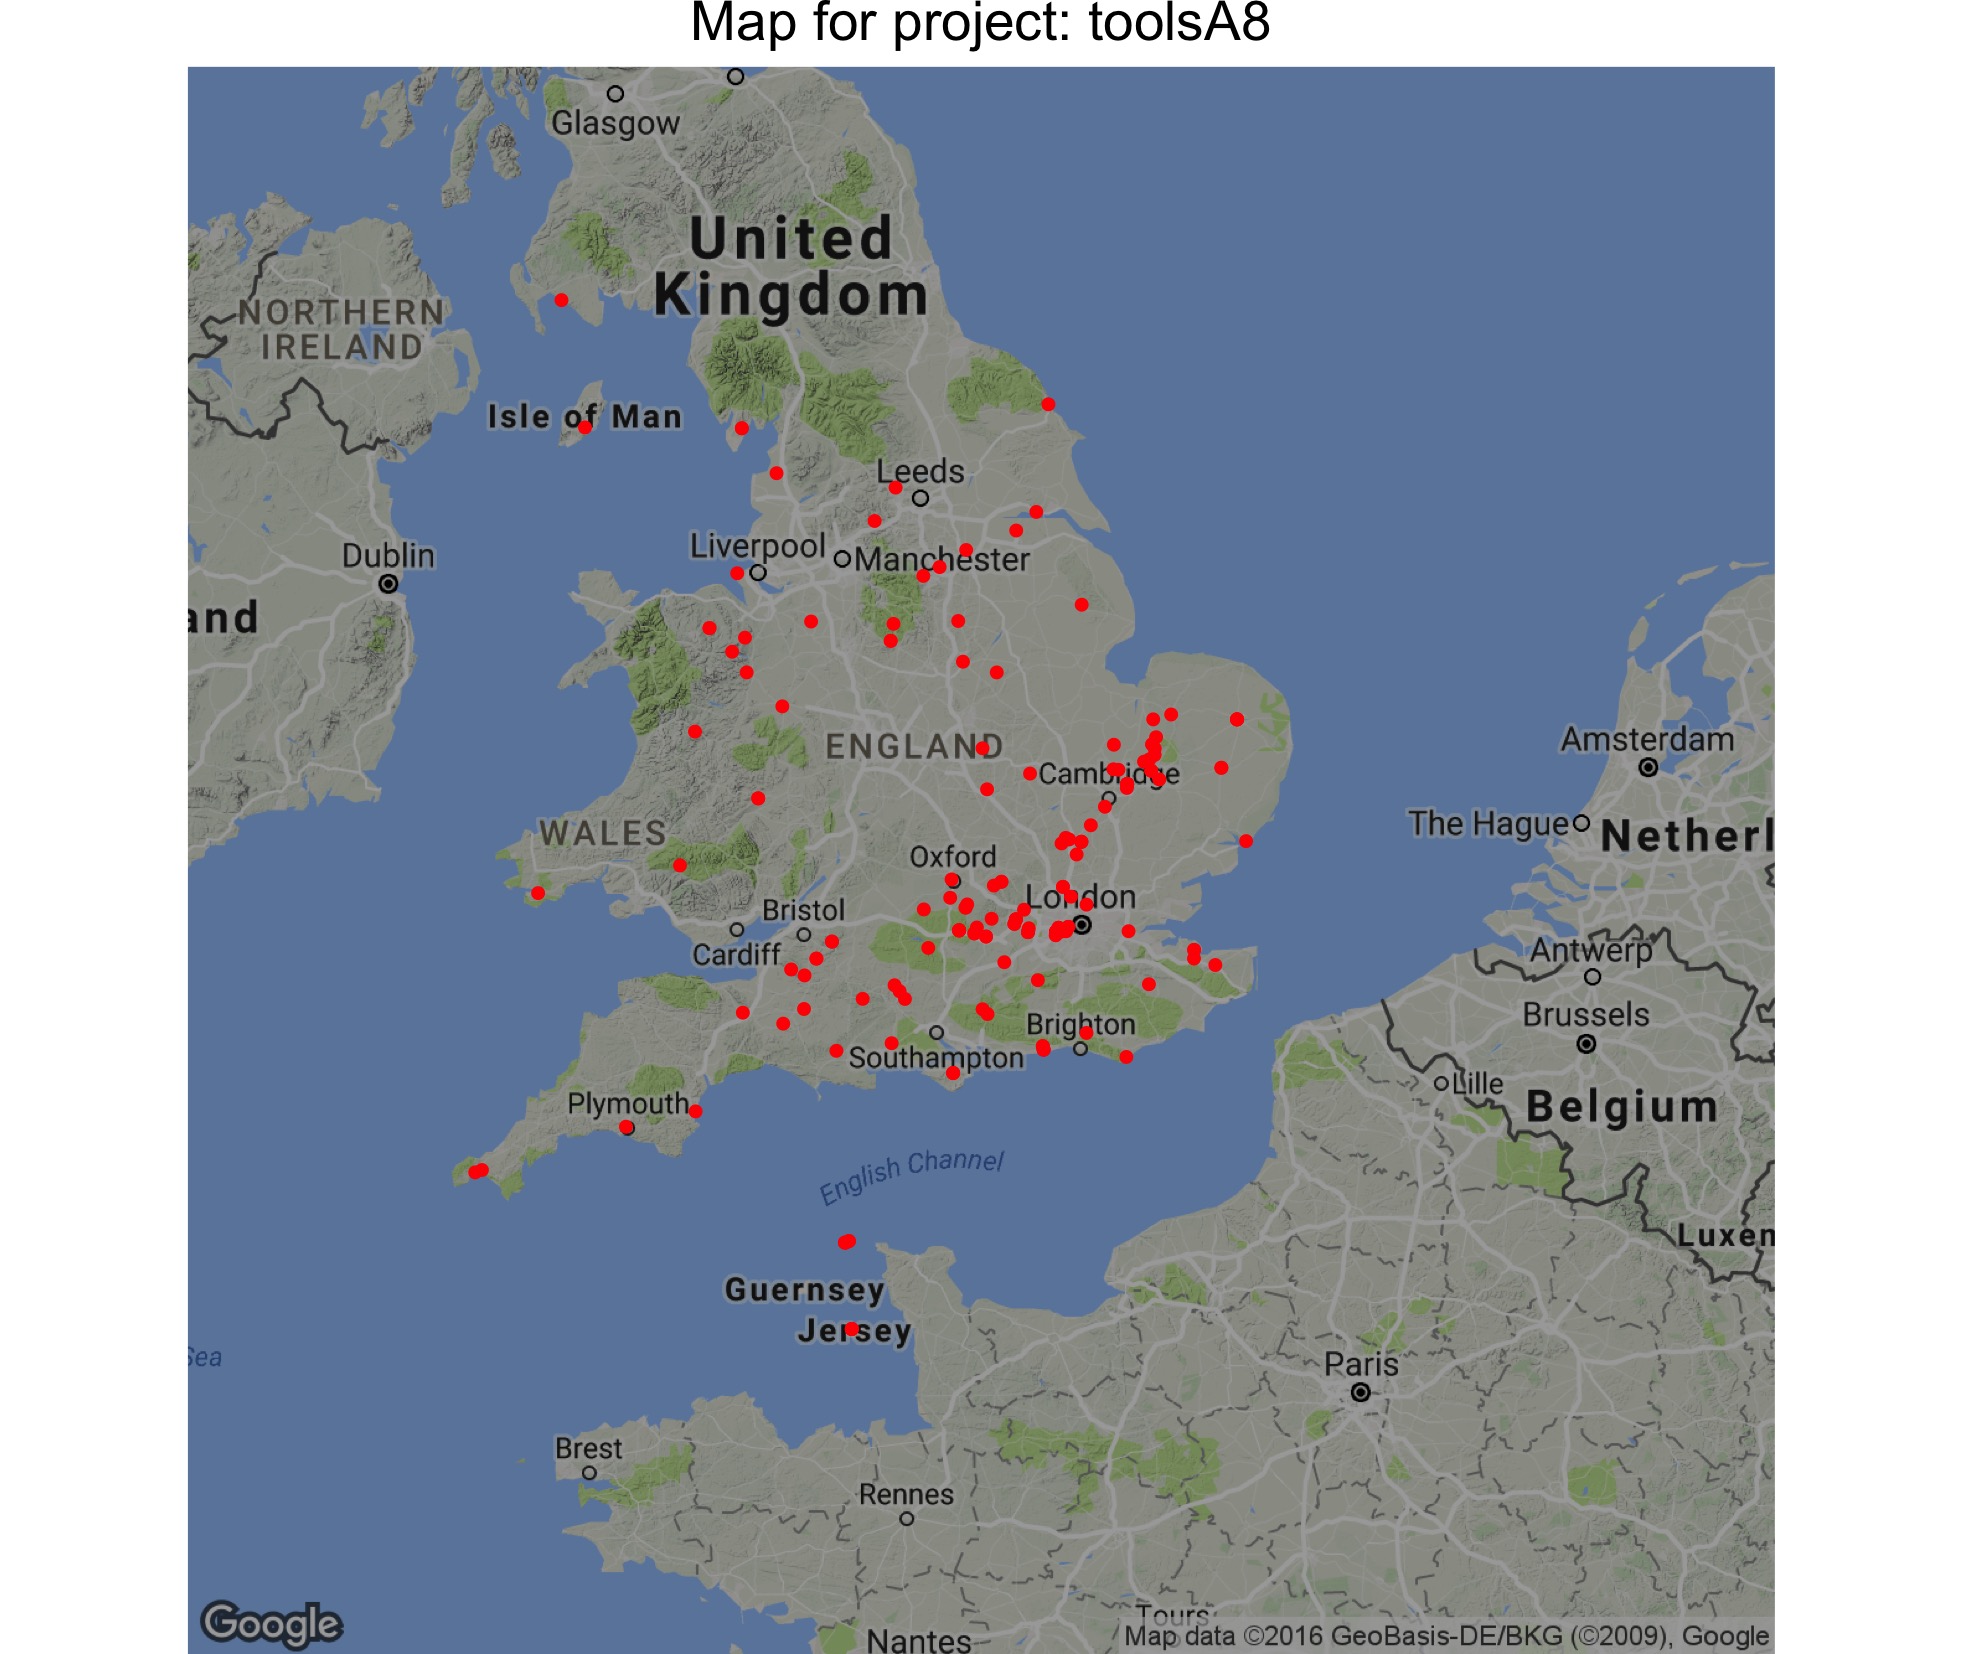 Map for project: toolsA8
Glasgow
United
Kingdom
NORTHERN
IRELAND
Isle of Man
Leeds
Liverpool
Manchester
Dublin
and
ENGLAND
Cambridge
Amsterdam
The Hague
Netherl
WALES
Oxford
London
Bristol
Cardiff
Antwerp
Brussels
Brighton
Southampton
Plymouth
Lille
Belgium
English Channel
Luxen
Guernsey
Jersey
Sea
Paris
Brest
Rennes
Tours
Nantes
Google
Map data ©2016 GeoBasis-DE/BKG (©2009), Google